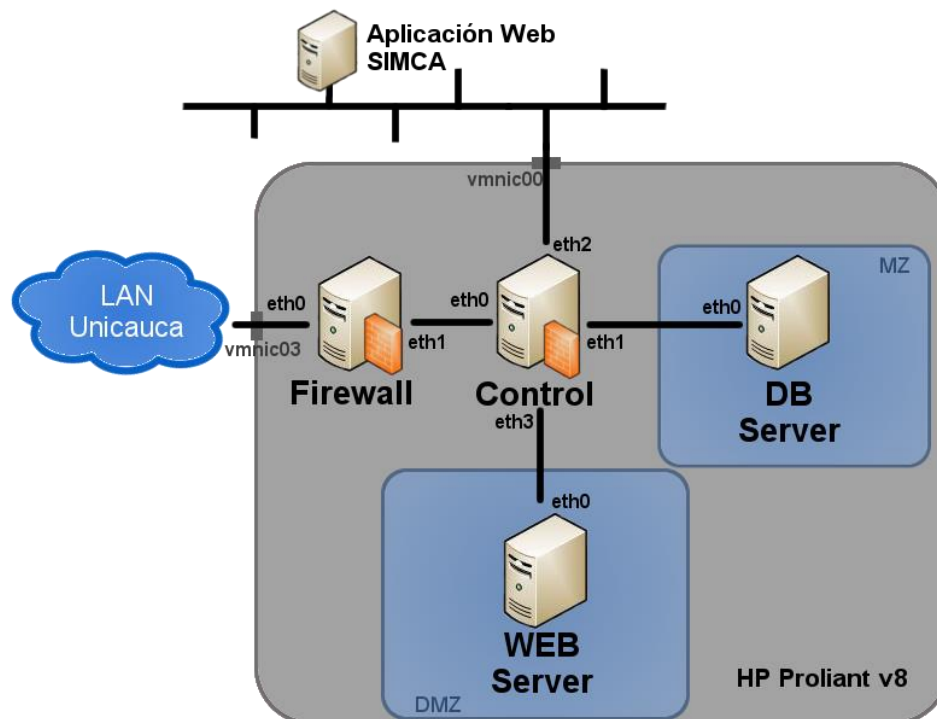 Aplicación Web
SIMCA
vmnic00
eth2
MZ
LAN
Unicauca
eth0
vmnic03
eth1
Firewall
eth0
Control
eth1
eth3
eth0
DB
Server
eth0
WEB
Server
DMZ
HP Proliant v8